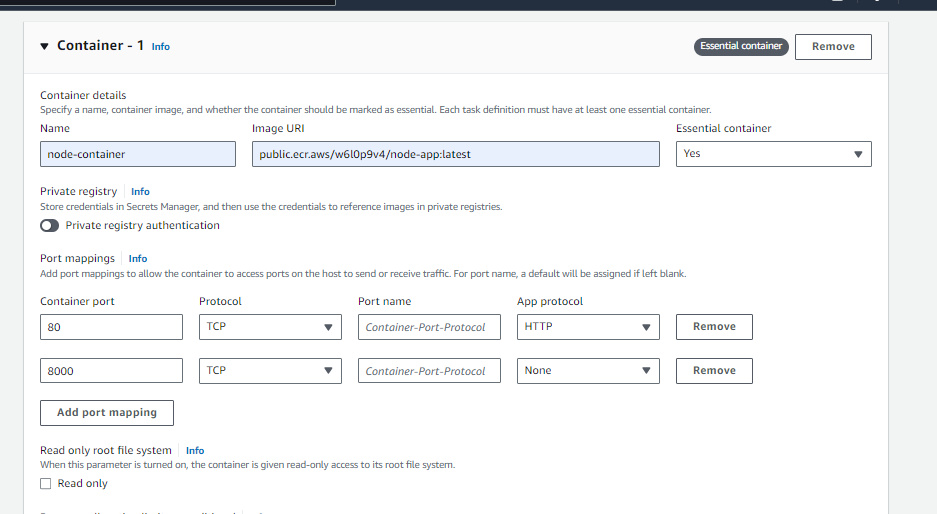 Container - 1 Info
Essential container
Remove
Container details
Specify a name, container image, and whether the container should be marked as essential. Each task definition must have at least one essential container.
Name Image URI Essential container
node-container public.ecr.aws/w6l0p9v4/node-app:latest Yes
Private registry Info
Store credentials in Secrets Manager, and then use the credentials to reference images in private registries.
Private registry authentication
Port mappings Info
Add port mappings to allow the container to access ports on the host to send or receive traffic. For port name, a default will be assigned if left blank.
Container port Protocol Port name App protocol
80 TCP Container-Port-Protocol HTTP Remove
8000 TCP Container-Port-Protocol None Remove
Add port mapping
Read only root file system Info
When this parameter is turned on, the container is given read-only access to its root file system.
Read only